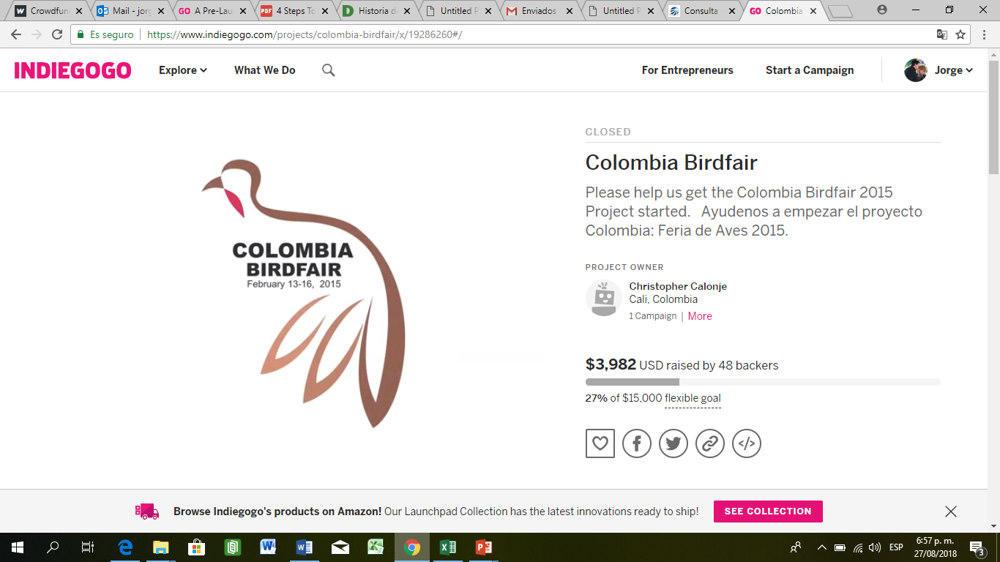 Crowdfun
Mail - jorg
GO A Pre-Lau
PDF 4 Steps To
Historia d
Untitled P
Enviados
Untitled P
Consulta -
GO Colombia
Es seguro https://www.indiegogo.com/projects/colombia-birdfair/x/19286260#/
INDIEGOGO Explore What We Do For Entrepreneurs Start a Campaign Jorge
COLOMBIA
BIRDFAIR
February 13-16, 2015
CLOSED
Colombia Birdfair
Please help us get the Colombia Birdfair 2015
Project started. Ayudenos a empezar el proyecto
Colombia: Feria de Aves 2015.
PROJECT OWNER
Christopher Calonje
Cali, Colombia
1 Campaign | More
$3,982 USD raised by 48 backers
27% of $15,000 flexible goal
Browse Indiegogo's products on Amazon! Our Launchpad Collection has the latest innovations ready to ship! SEE COLLECTION
ESP
6:57 p. m.
27/08/2018
3